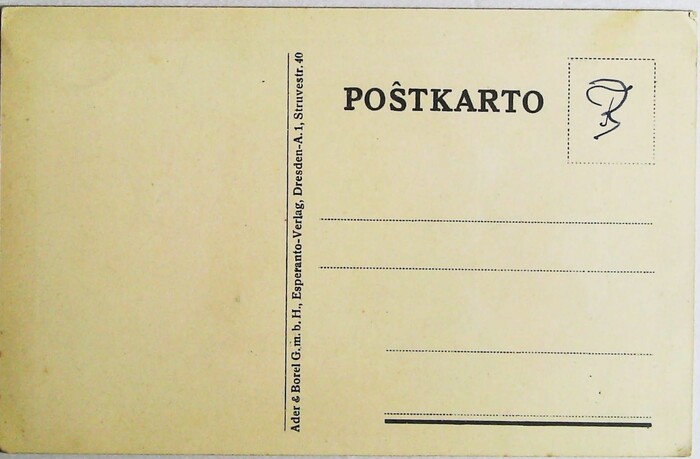 Ader & Borel G.m.b.H., Esperanto-Verlag, Dresden-A.1, Struvestr. 40
POŜTKARTO